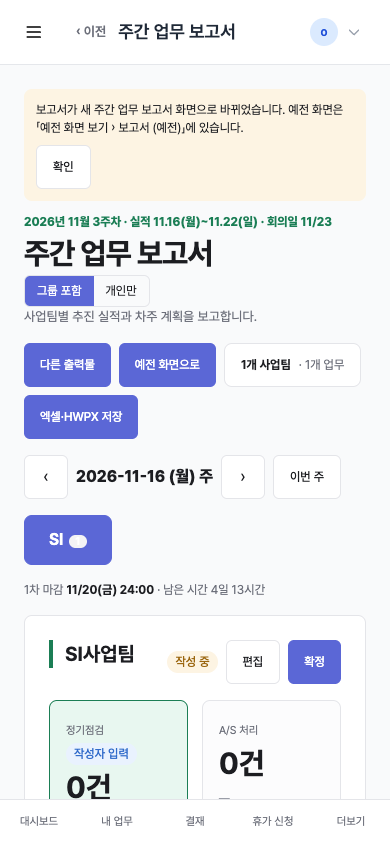 ‹ 이전 주간 업무 보고서 o
보고서가 새 주간 업무 보고서 화면으로 바뀌었습니다. 예전 화면은
「예전 화면 보기 › 보고서 (예전)」에 있습니다.
확인
2026년 11월 3주차 · 실적 11.16(월)~11.22(일) · 회의일 11/23
주간 업무 보고서
그룹 포함 개인만
사업팀별 추진 실적과 차주 계획을 보고합니다.
다른 출력물 예전 화면으로 1개 사업팀 · 1개 업무
엑셀·HWPX 저장
‹ 2026-11-16 (월) 주 › 이번 주
SI
1차 마감 11/20(금) 24:00 · 남은 시간 4일 13시간
SI사업팀 작성 중 편집 확정
정기점검 A/S 처리
작성자 입력
0건 0건
대시보드 내 업무 결재 휴가 신청 더보기